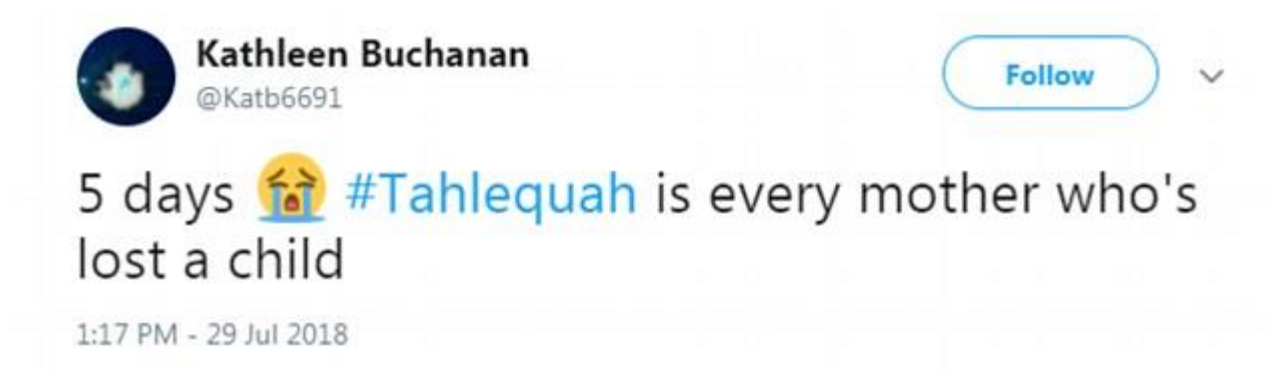 Kathleen Buchanan
@Katb6691
Follow
5 days 😭 #Tahlequah is every mother who's
lost a child
1:17 PM - 29 Jul 2018